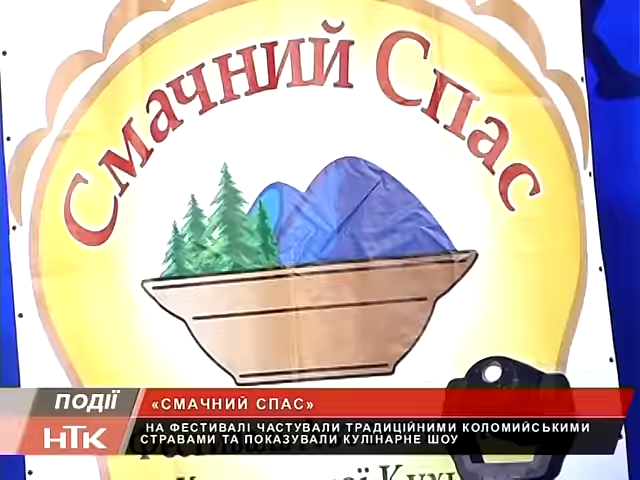 Смачний Спас
ПОДІЇ
«СМАЧНИЙ СПАС»
НТК
НА ФЕСТИВАЛІ ЧАСТУВАЛИ ТРАДИЦІЙНИМИ КОЛОМИЙСЬКИМИ
СТРАВАМИ ТА ПОКАЗУВАЛИ КУЛІНАРНЕ ШОУ